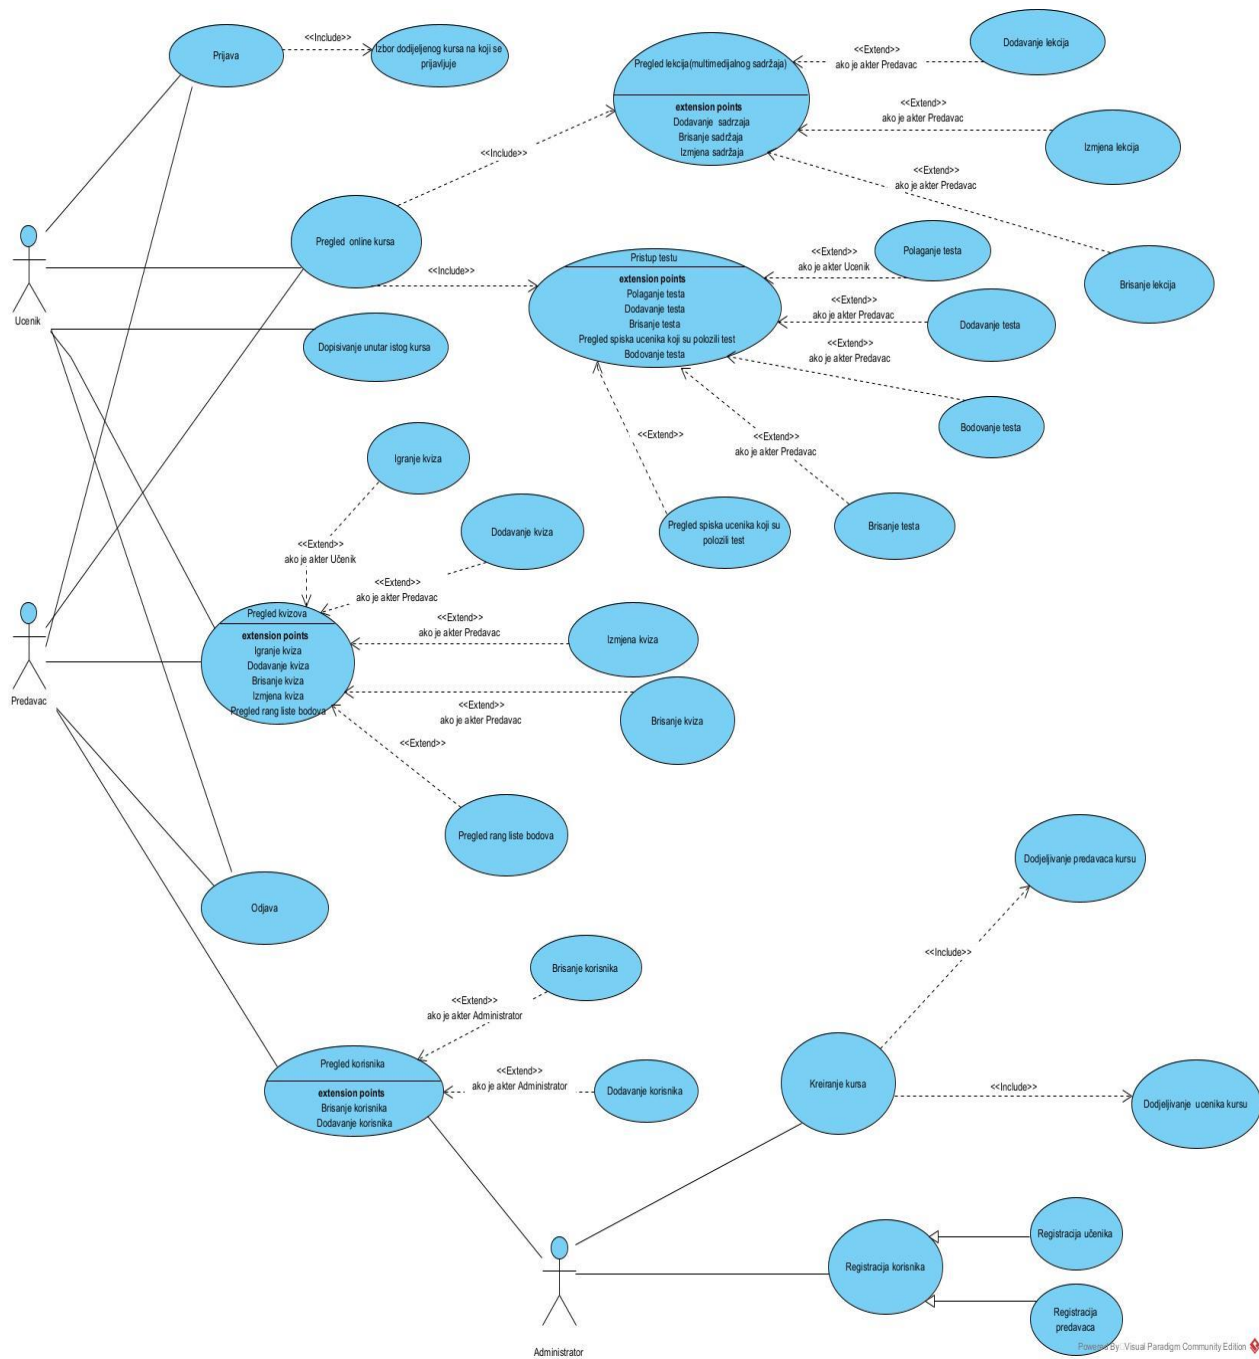 Prijava
<<Include>>
Izbor dodijeljenog kursa na koji se
prijavljuje
Pregled lekcija(multimedijalnog sadržaja)
extension points
Dodavanje sadrzaja
Brisanje sadržaja
Izmjena sadržaja
<<Extend>>
ako je akter Predavac
Dodavanje lekcija
<<Extend>>
ako je akter Predavac
Izmjena lekcija
<<Extend>>
ako je akter Predavac
Brisanje lekcija
<<Include>>
Pregled online kursa
<<Include>>
Ucenik
Dopisivanje unutar istog kursa
Pristup testu
extension points
Polaganje testa
Dodavanje testa
Brisanje testa
Pregled spiska ucenika koji su polozili test
Bodovanje testa
<<Extend>>
ako je akter Ucenik
Polaganje testa
<<Extend>>
ako je akter Predavac
Dodavanje testa
<<Extend>>
ako je akter Predavac
Bodovanje testa
<<Extend>>
<<Extend>>
ako je akter Predavac
Pregled spiska ucenika koji su
polozili test
Brisanje testa
Igranje kviza
<<Extend>>
ako je akter Učenik
Dodavanje kviza
<<Extend>>
ako je akter Predavac
Predavac
Pregled kvizova
extension points
Igranje kviza
Dodavanje kviza
Brisanje kviza
Izmjena kviza
Pregled rang liste bodova
<<Extend>>
ako je akter Predavac
Izmjena kviza
<<Extend>>
ako je akter Predavac
Brisanje kviza
<<Extend>>
Pregled rang liste bodova
Odjava
Dodjeljivanje predavaca kursu
<<Include>>
Brisanje korisnika
<<Extend>>
ako je akter Administrator
Pregled korisnika
extension points
Brisanje korisnika
Dodavanje korisnika
<<Extend>>
ako je akter Administrator
Dodavanje korisnika
Kreiranje kursa
<<Include>>
Dodjeljivanje ucenika kursu
Administrator
Registracija korisnika
Registracija učenika
Registracija
predavaca
Powered By Visual Paradigm Community Edition